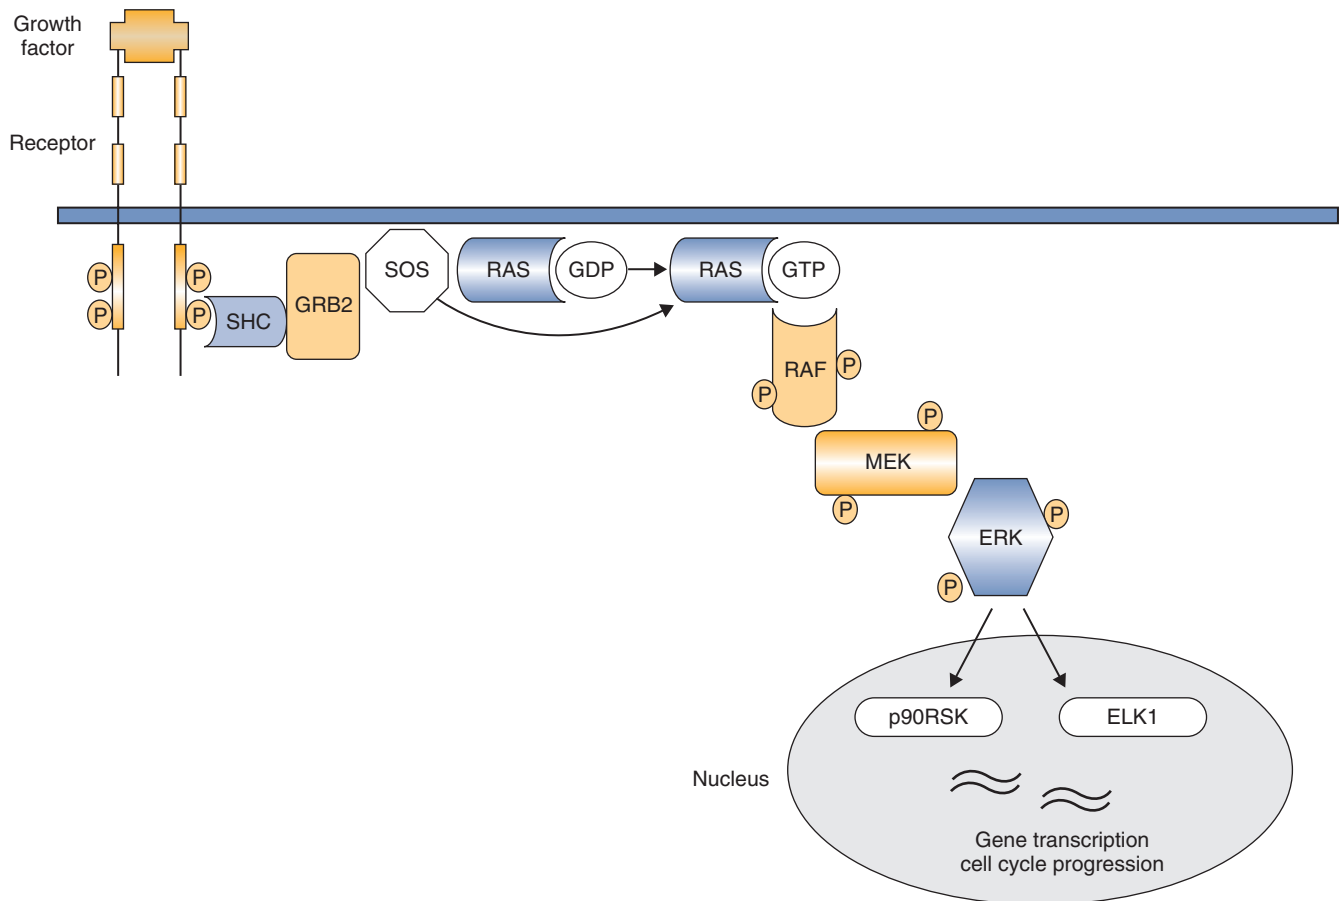 Growth
factor
Receptor
P
P
P
P
SHC
GRB2
SOS
RAS
GDP
RAS
GTP
RAF
P
P
MEK
P
P
ERK
P
P
p90RSK
ELK1
Nucleus
Gene transcription
cell cycle progression